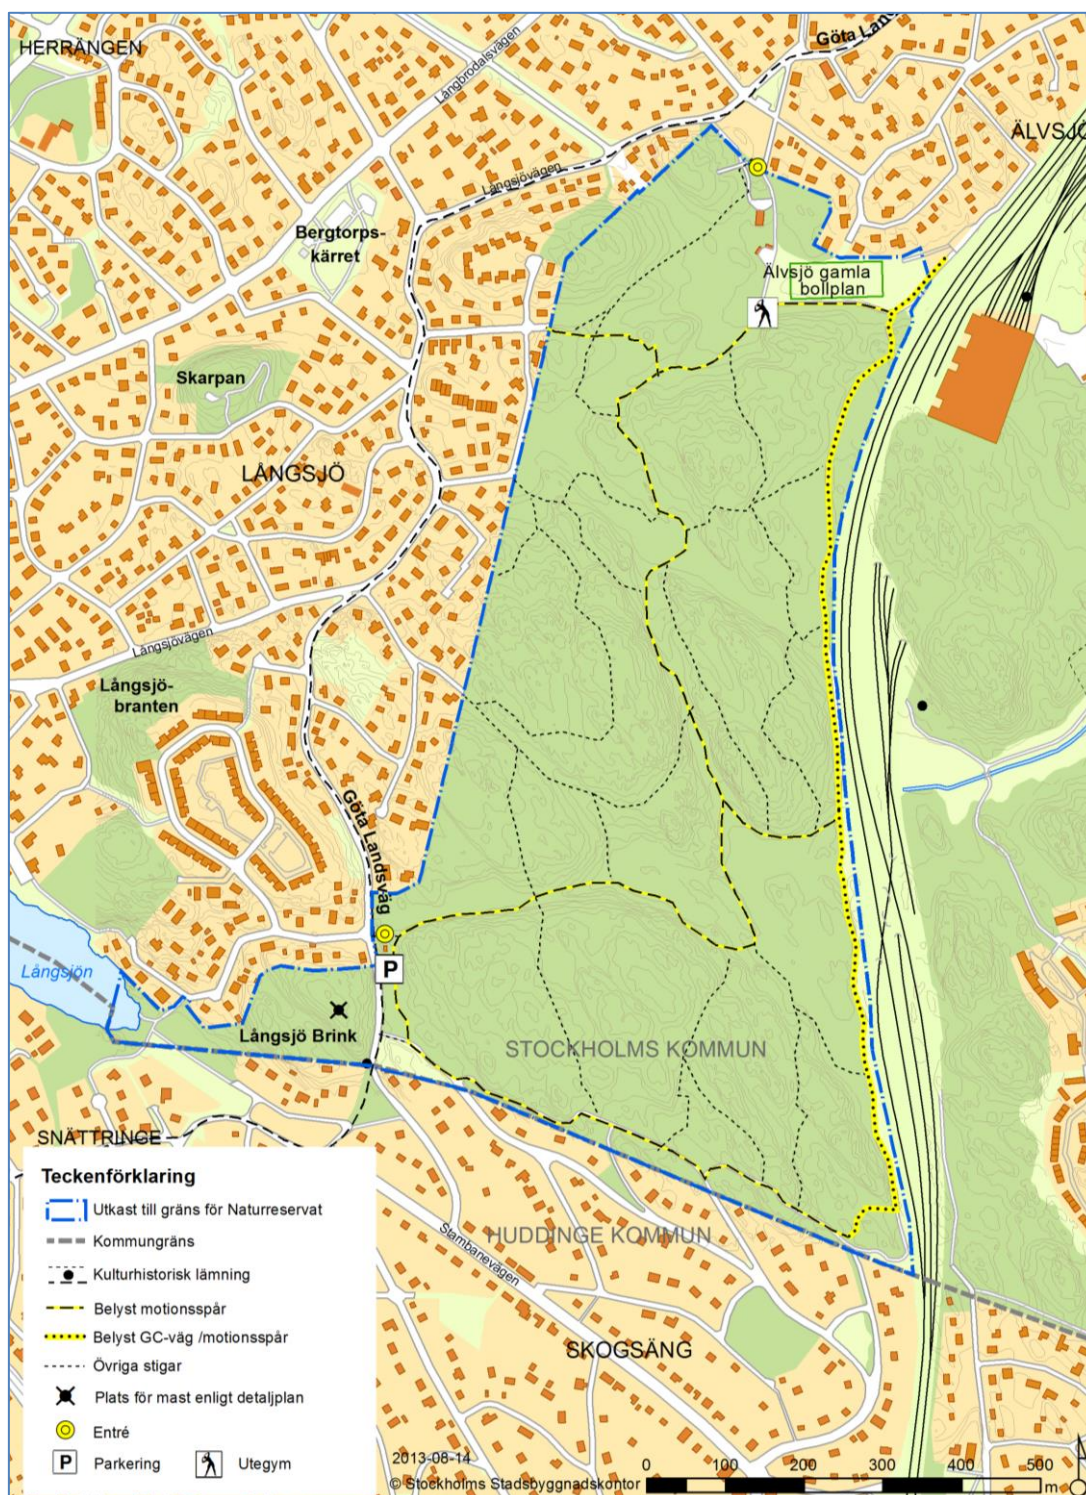 HERRÄNGEN
Långbrodalsvägen
Göta Lan
ÄLVSJÖ
Långsjövägen
Bergtorps-
kärret
Älvsjö gamla
bollplan
Skarpan
LÅNGSJÖ
Långsjövägen
Långsjö-
branten
Göta Landsväg
Långsjön
P
Långsjö Brink
STOCKHOLMS KOMMUN
SNÄTTRINGE
HUDDINGE KOMMUN
Stambanevägen
SKOGSÄNG
Teckenförklaring
Utkast till gräns för Naturreservat
Kommungräns
Kulturhistorisk lämning
Belyst motionsspår
Belyst GC-väg /motionsspår
Övriga stigar
Plats för mast enligt detaljplan
Entré
P Parkering Utegym
2013-08-14
© Stockholms Stadsbyggnadskontor
0 100 200 300 400 500
m